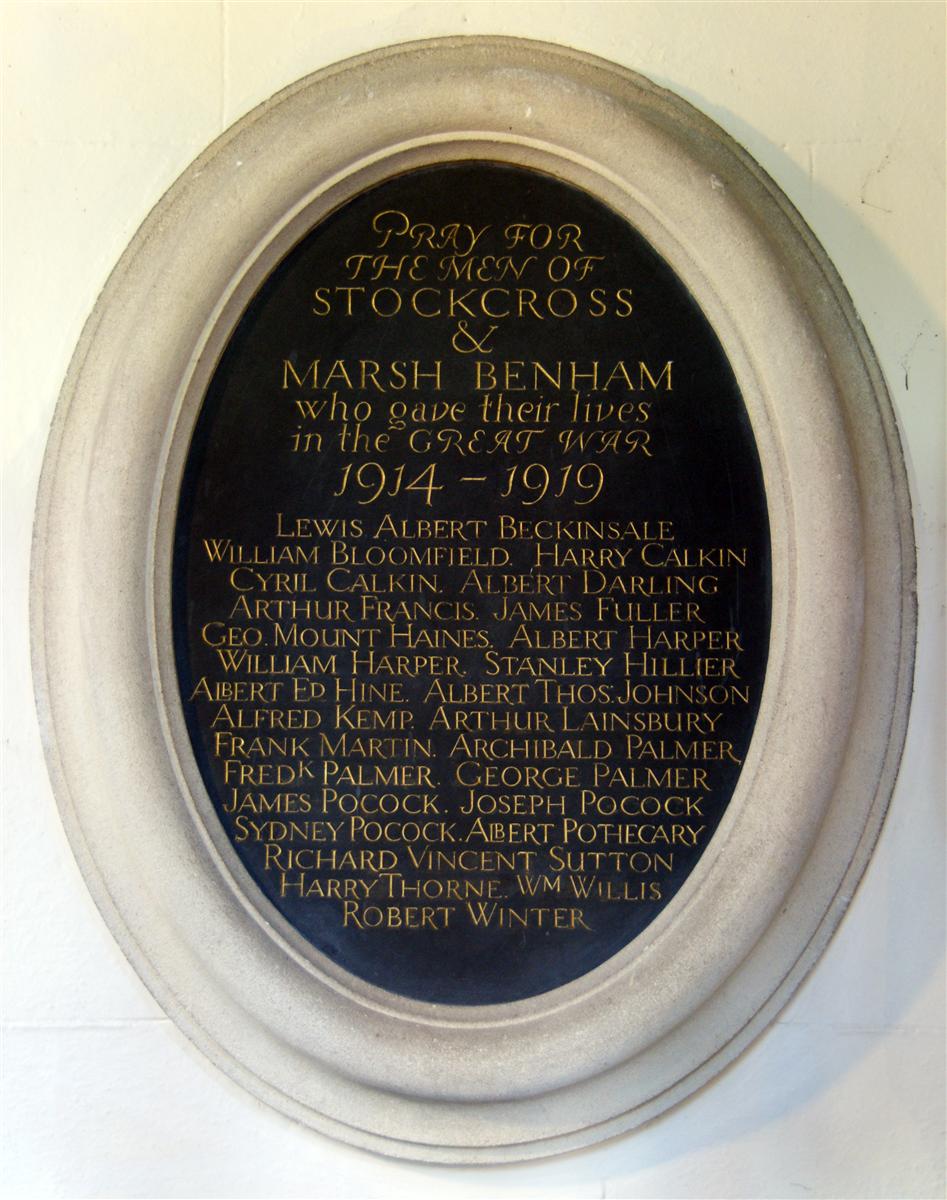 PRAY FOR
THE MEN OF
STOCKCROSS
&
MARSH BENHAM
who gave their lives
in the GREAT WAR
1914 – 1919
LEWIS ALBERT BECKINSALE
WILLIAM BLOOMFIELD. HARRY CALKIN
CYRIL CALKIN. ALBERT DARLING
ARTHUR FRANCIS. JAMES FULLER
GEO. MOUNT HAINES. ALBERT HARPER
WILLIAM HARPER. STANLEY HILLIER
ALBERT ED HINE. ALBERT THOS. JOHNSON
ALFRED KEMP. ARTHUR LAINSBURY
FRANK MARTIN. ARCHIBALD PALMER
FREDK PALMER. GEORGE PALMER
JAMES POCOCK. JOSEPH POCOCK
SYDNEY POCOCK. ALBERT POTHECARY
RICHARD VINCENT SUTTON
HARRY THORNE. WM WILLIS
ROBERT WINTER